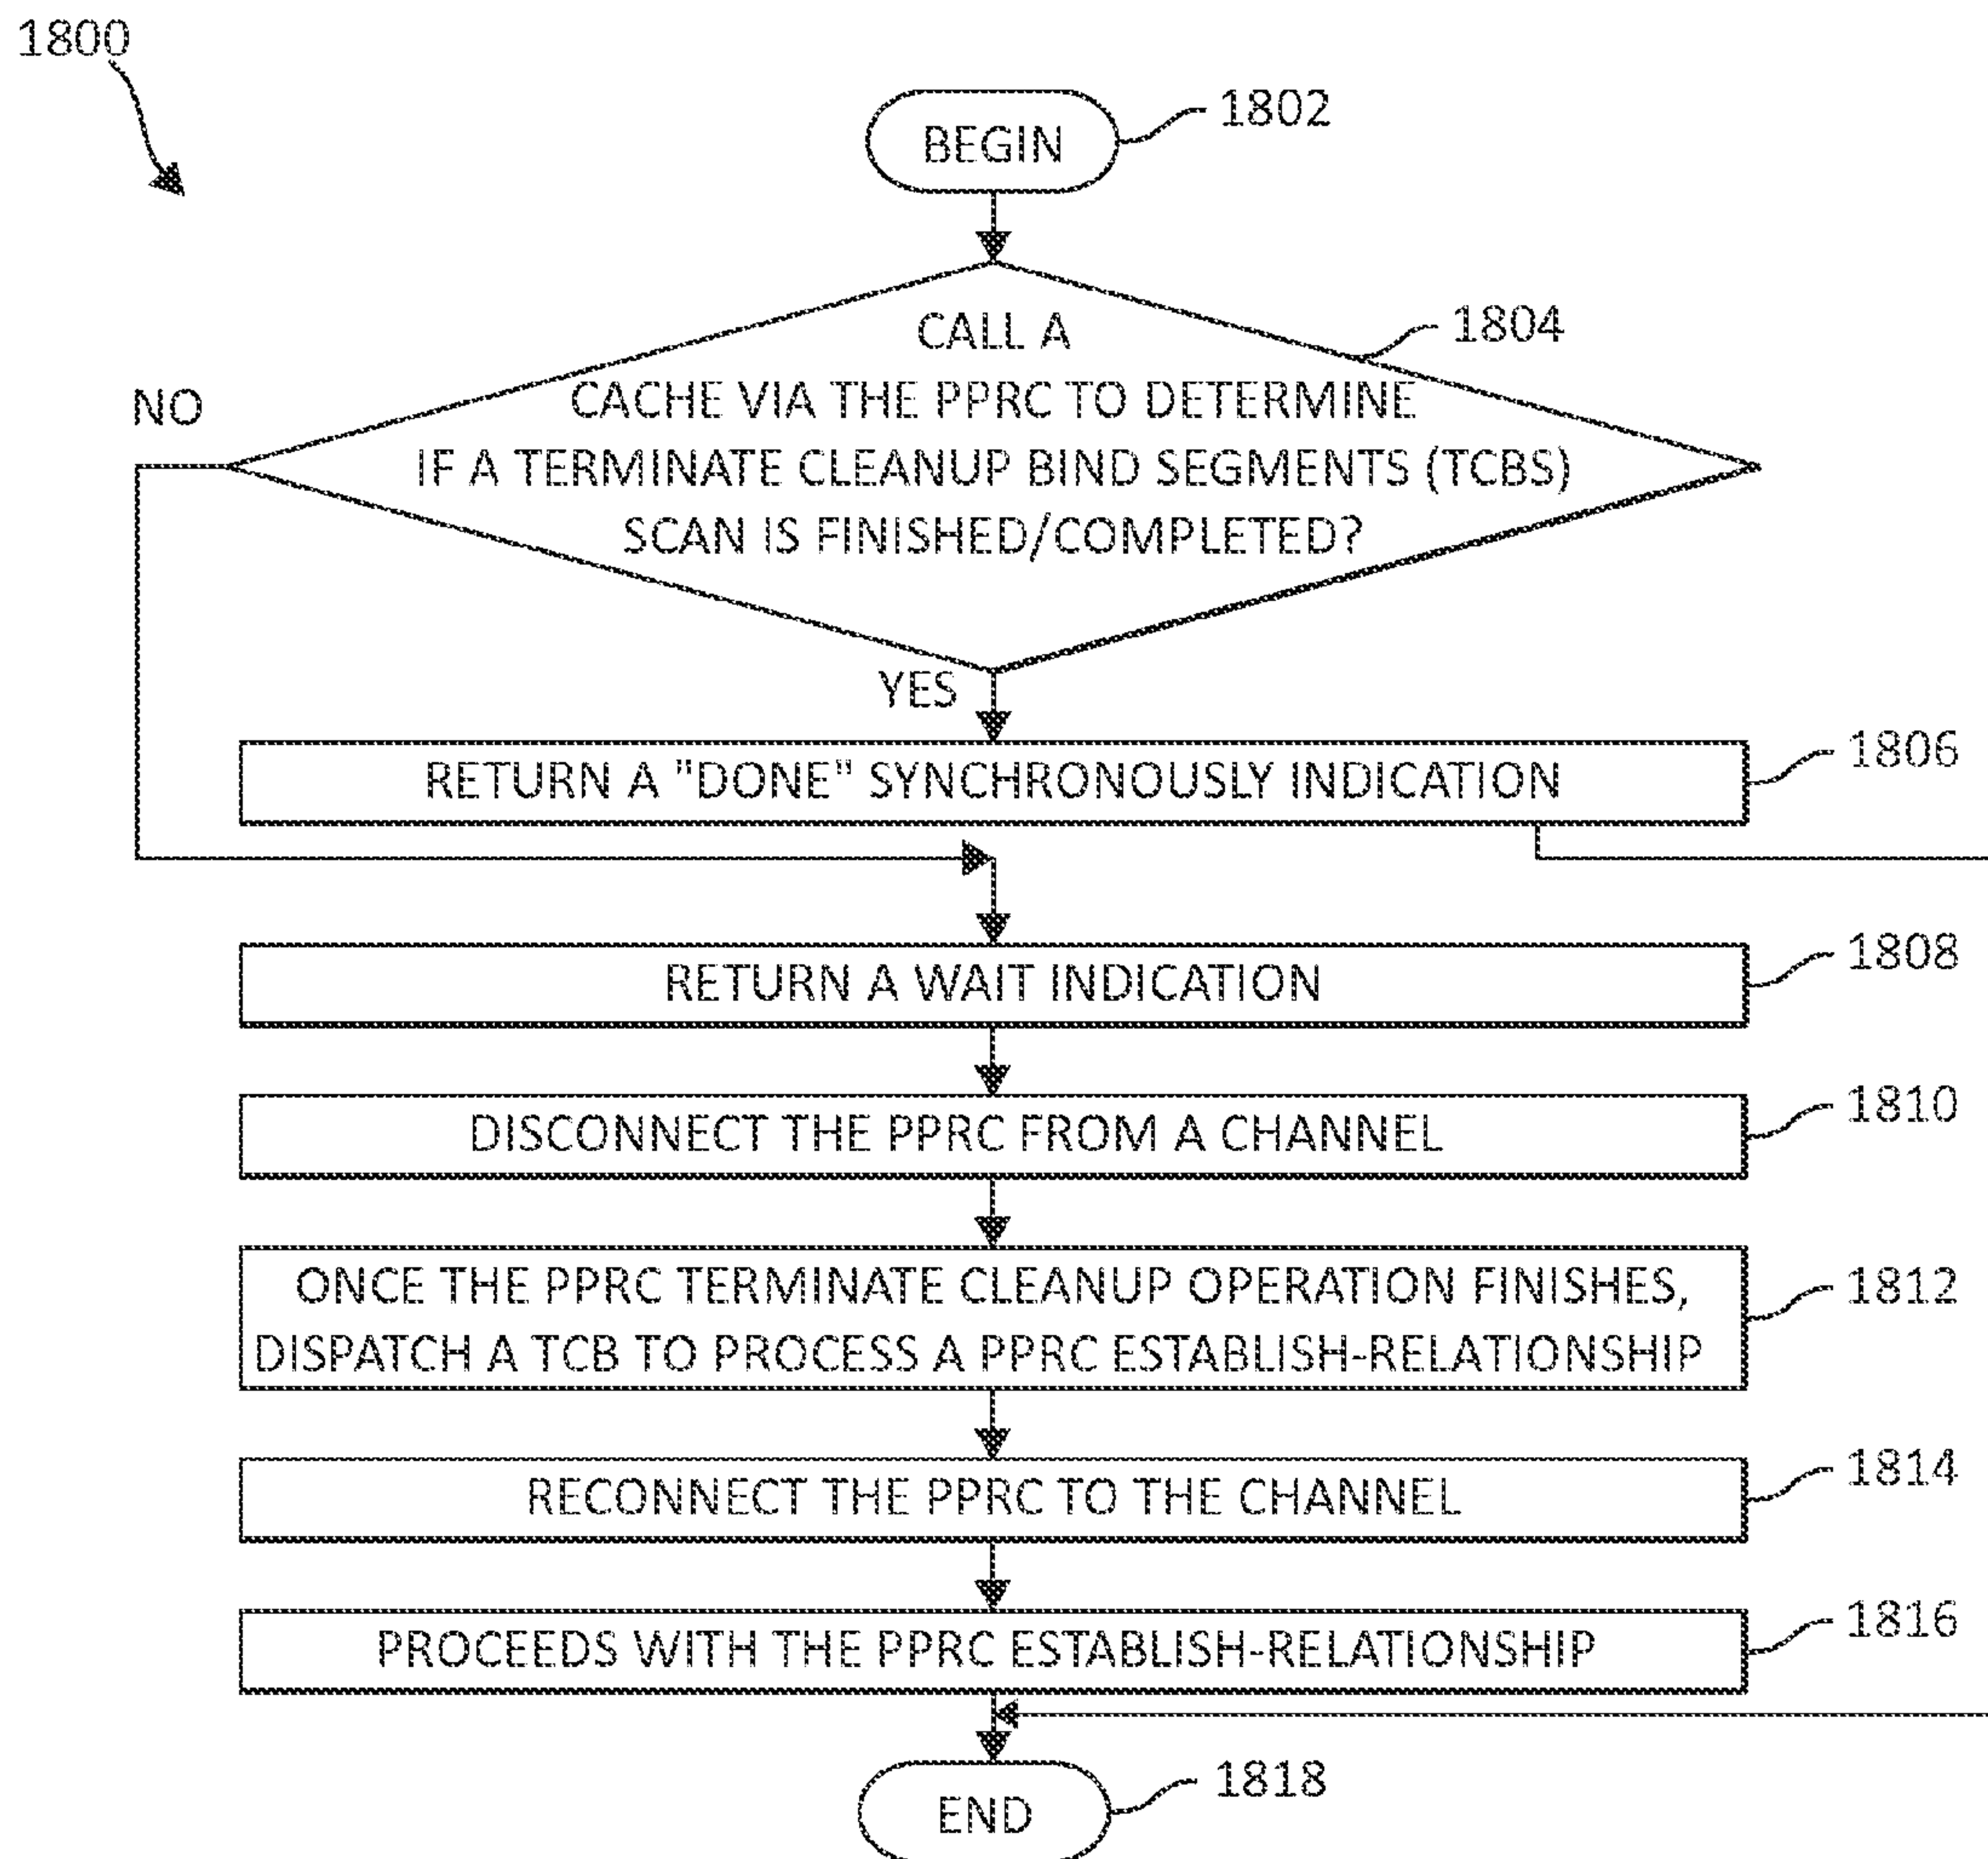 1800
BEGIN
1802
CALL A
1804
CACHE VIA THE PPRC TO DETERMINE
NO
IF A TERMINATE CLEANUP BIND SEGMENTS (TCBS)
SCAN IS FINISHED/COMPLETED?
YES
1806
RETURN A "DONE" SYNCHRONOUSLY INDICATION
1808
RETURN A WAIT INDICATION
1810
DISCONNECT THE PPRC FROM A CHANNEL
1812
ONCE THE PPRC TERMINATE CLEANUP OPERATION FINISHES,
DISPATCH A TCB TO PROCESS A PPRC ESTABLISH-RELATIONSHIP
1814
RECONNECT THE PPRC TO THE CHANNEL
1816
PROCEEDS WITH THE PPRC ESTABLISH-RELATIONSHIP
1818
END